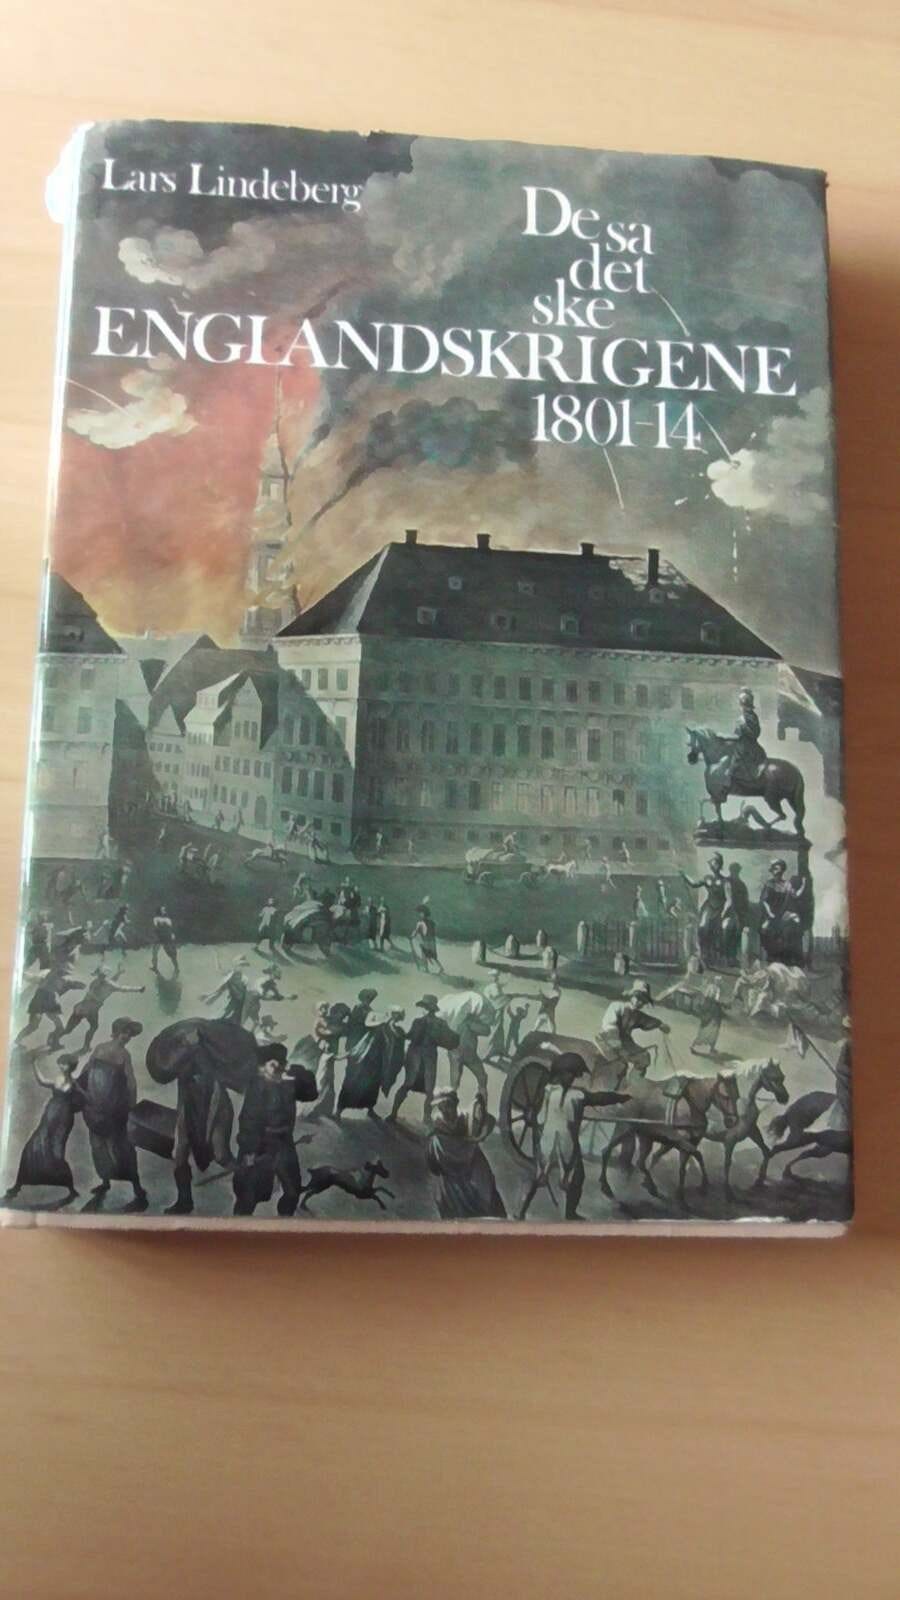 Lars Lindeberg
De sa
det
ske
ENGLANDSKRIGENE
1801-14